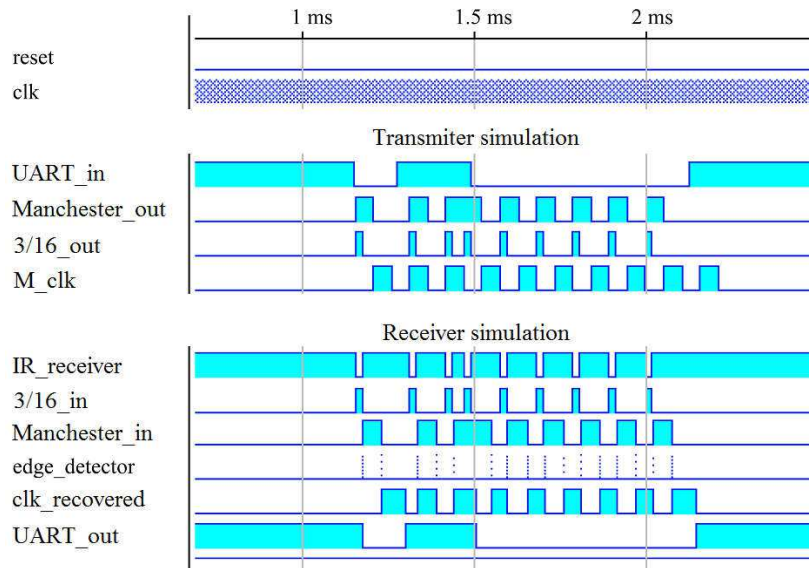 1 ms 1.5 ms 2 ms
reset
clk
Transmiter simulation
UART_in
Manchester_out
3/16_out
M_clk
Receiver simulation
IR_receiver
3/16_in
Manchester_in
edge_detector
clk_recovered
UART_out